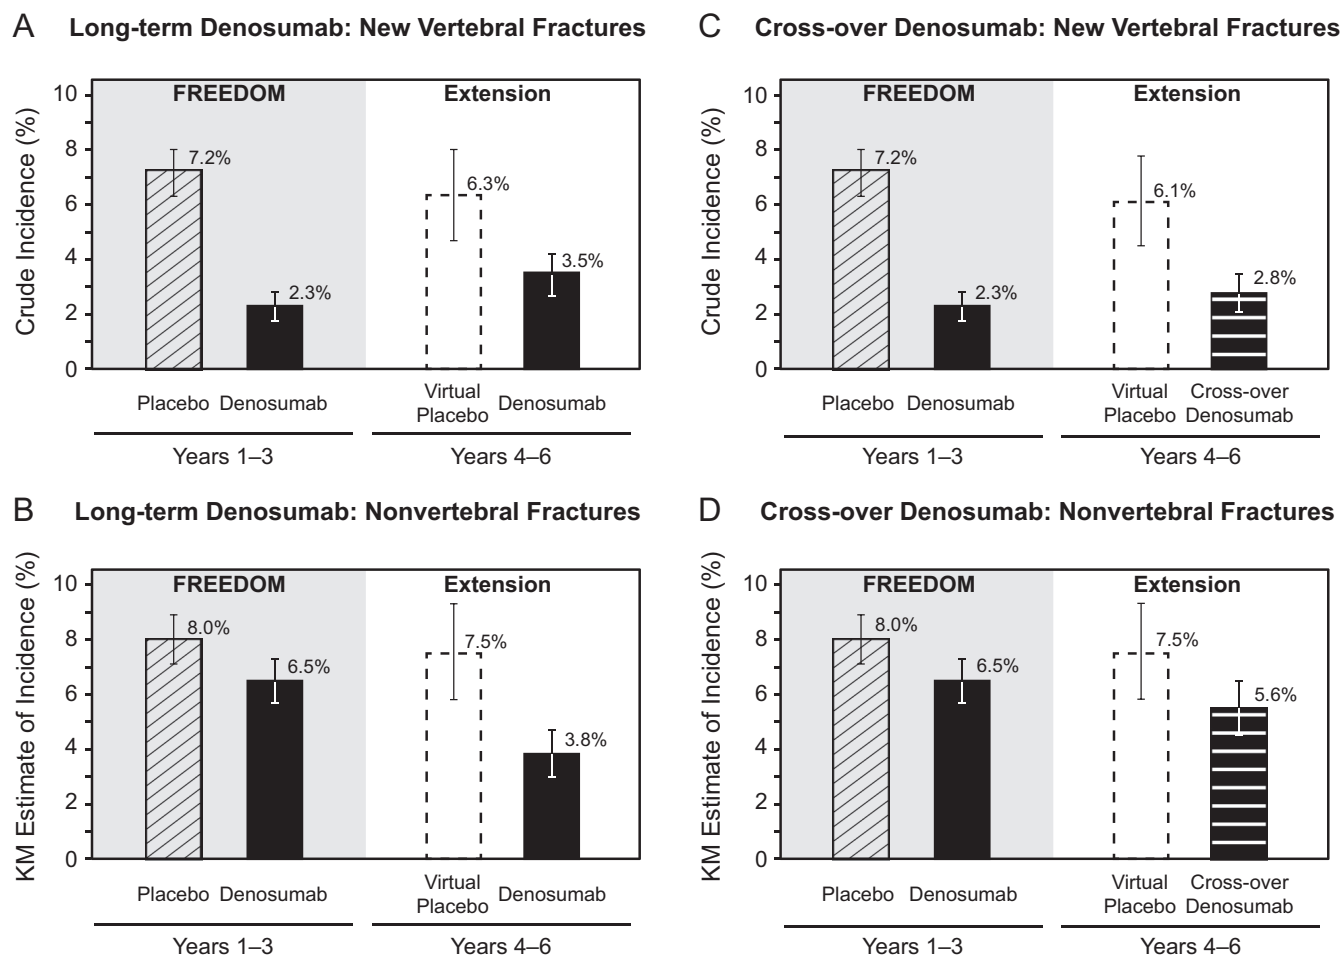 A Long-term Denosumab: New Vertebral Fractures
Crude Incidence (%)
10
8
6
4
2
0
FREEDOM
Extension
7.2%
2.3%
6.3%
3.5%
Placebo
Denosumab
Virtual
Placebo
Denosumab
Years 1–3
Years 4–6
C Cross-over Denosumab: New Vertebral Fractures
Crude Incidence (%)
10
8
6
4
2
0
FREEDOM
Extension
7.2%
2.3%
6.1%
2.8%
Placebo
Denosumab
Virtual
Placebo
Cross-over
Denosumab
Years 1–3
Years 4–6
B Long-term Denosumab: Nonvertebral Fractures
KM Estimate of Incidence (%)
10
8
6
4
2
0
FREEDOM
Extension
8.0%
6.5%
7.5%
3.8%
Placebo
Denosumab
Virtual
Placebo
Denosumab
Years 1–3
Years 4–6
D Cross-over Denosumab: Nonvertebral Fractures
KM Estimate of Incidence (%)
10
8
6
4
2
0
FREEDOM
Extension
8.0%
6.5%
7.5%
5.6%
Placebo
Denosumab
Virtual
Placebo
Cross-over
Denosumab
Years 1–3
Years 4–6